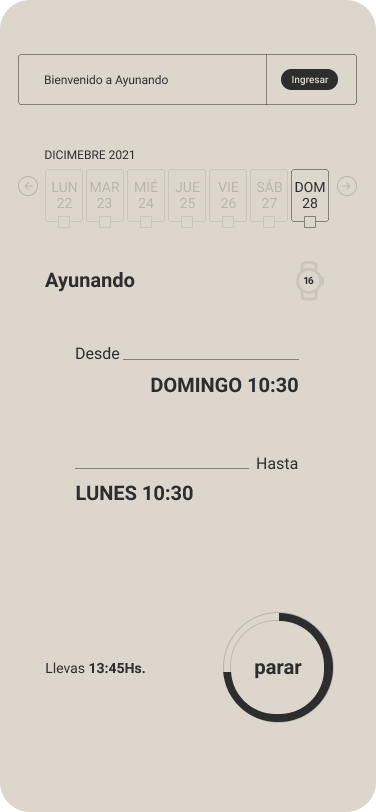 Bienvenido a Ayunando
Ingresar
DICIMEBRE 2021
LUN MAR MIÉ JUE VIE SÁB DOM
22 23 24 25 26 27 28
Ayunando
16
Desde
DOMINGO 10:30
Hasta
LUNES 10:30
Llevas 13:45Hs.
parar